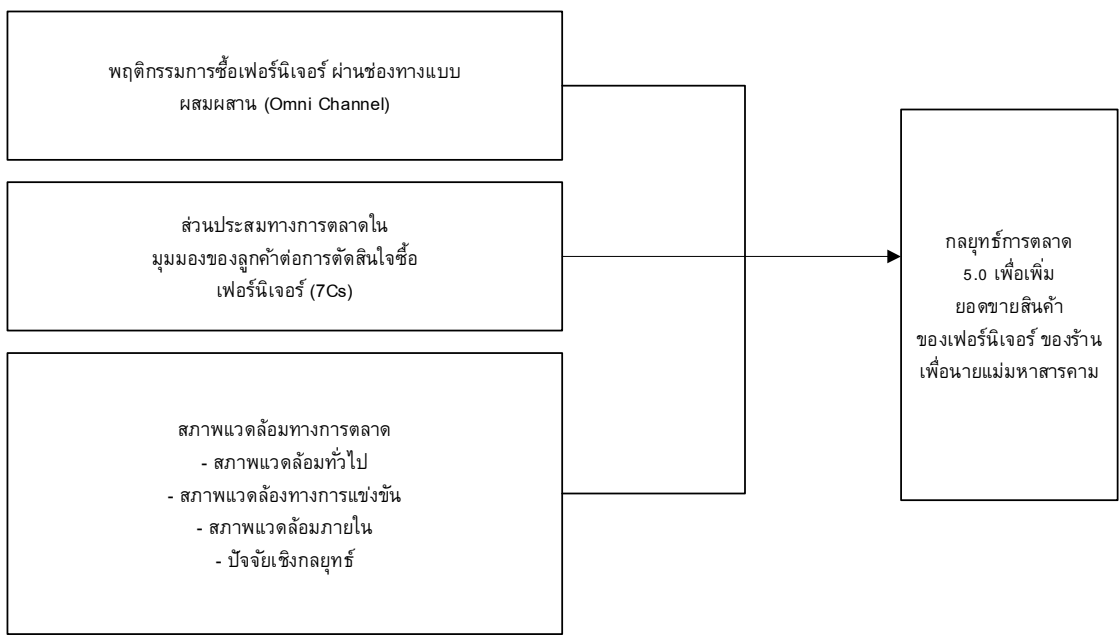 พฤติกรรมการซื้อเฟอร์นิเจอร์ ผ่านช่องทางแบบ
ผสมผสาน (Omni Channel)
ส่วนประสมทางการตลาดใน
มุมมองของลูกค้าต่อการตัดสินใจซื้อ
เฟอร์นิเจอร์ (7Cs)
สภาพแวดล้อมทางการตลาด
- สภาพแวดล้อมทั่วไป
- สภาพแวดล้องทางการแข่งขัน
- สภาพแวดล้อมภายใน
- ปัจจัยเชิงกลยุทธ์
กลยุทธ์การตลาด
5.0 เพื่อเพิ่ม
ยอดขายสินค้า
ของเฟอร์นิเจอร์ ของร้าน
เพื่อนายแม่มหาสารคาม